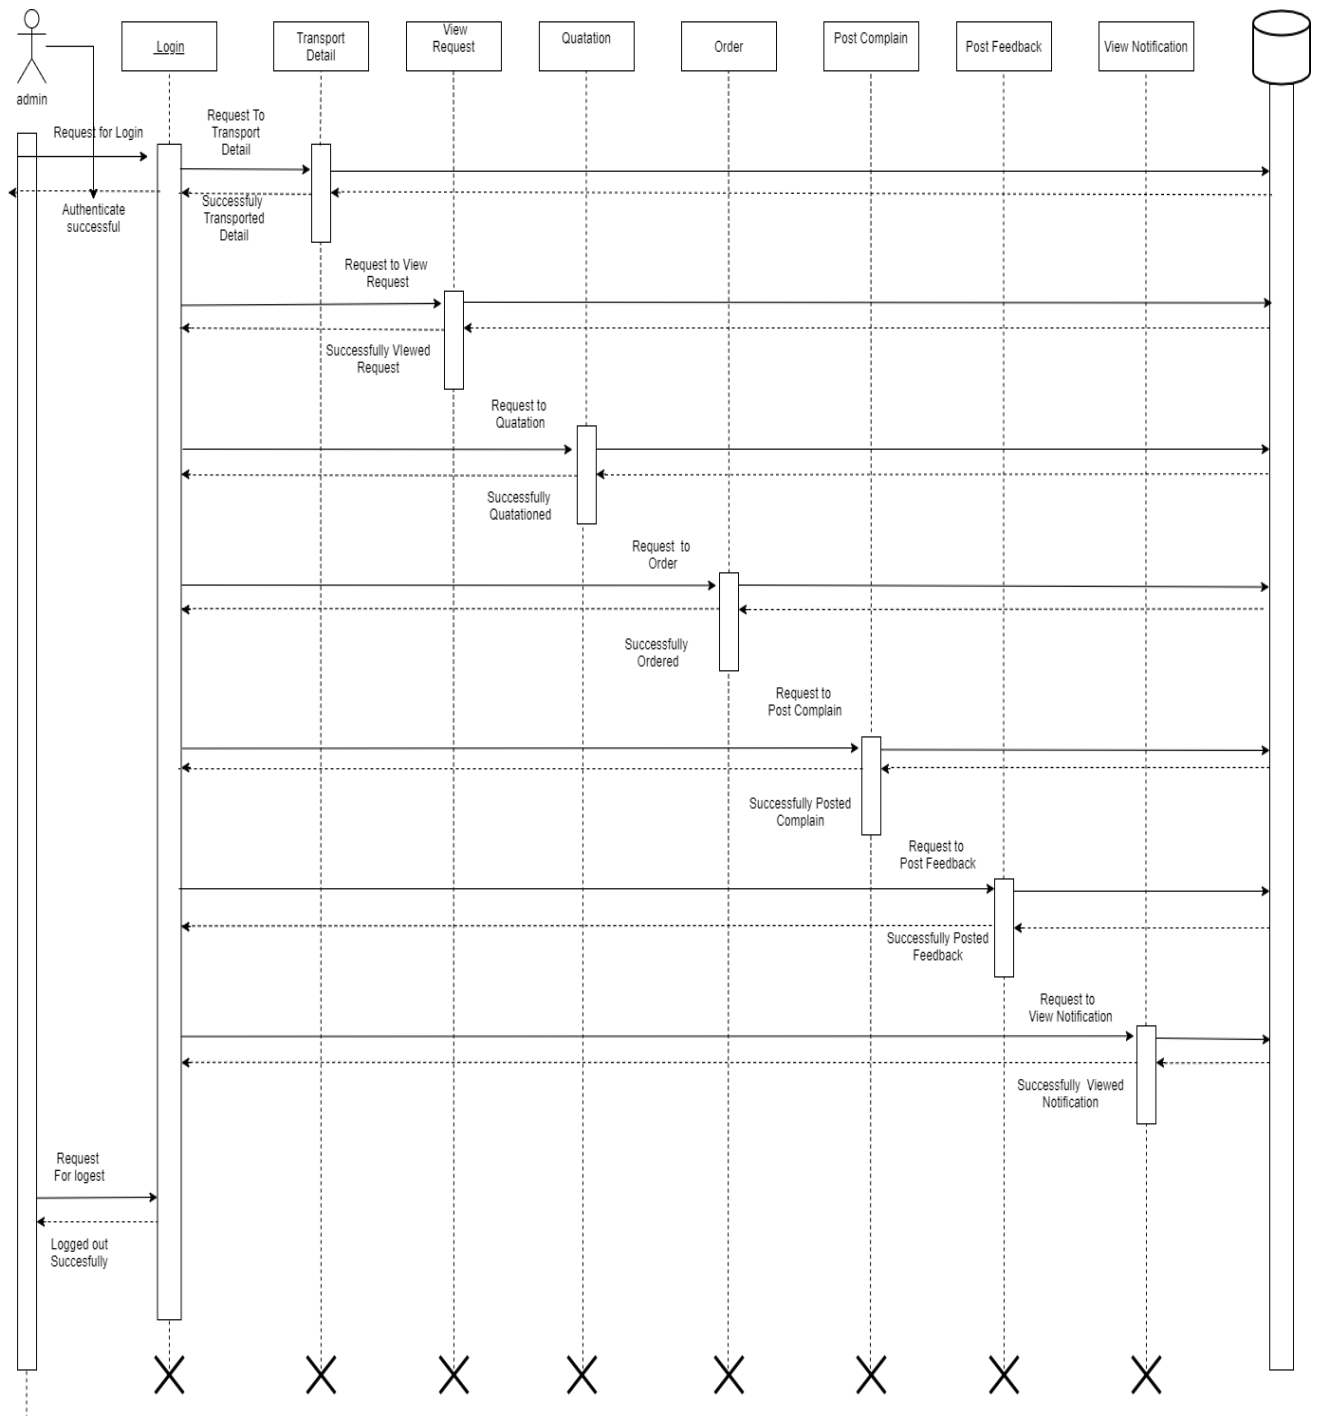 admin
Login
Transport
Detail
View
Request
Quatation
Order
Post Complain
Post Feedback
View Notification
Request for Login
Request To
Transport
Detail
Authenticate
successful
Successfuly
Transported
Detail
Request to View
Request
Successfully VIewed
Request
Request to
Quatation
Successfully
Quatationed
Request to
Order
Successfully
Ordered
Request to
Post Complain
Successfully Posted
Complain
Request to
Post Feedback
Successfully Posted
Feedback
Request to
View Notification
Successfully Viewed
Notification
Request
For logest
Logged out
Succesfully